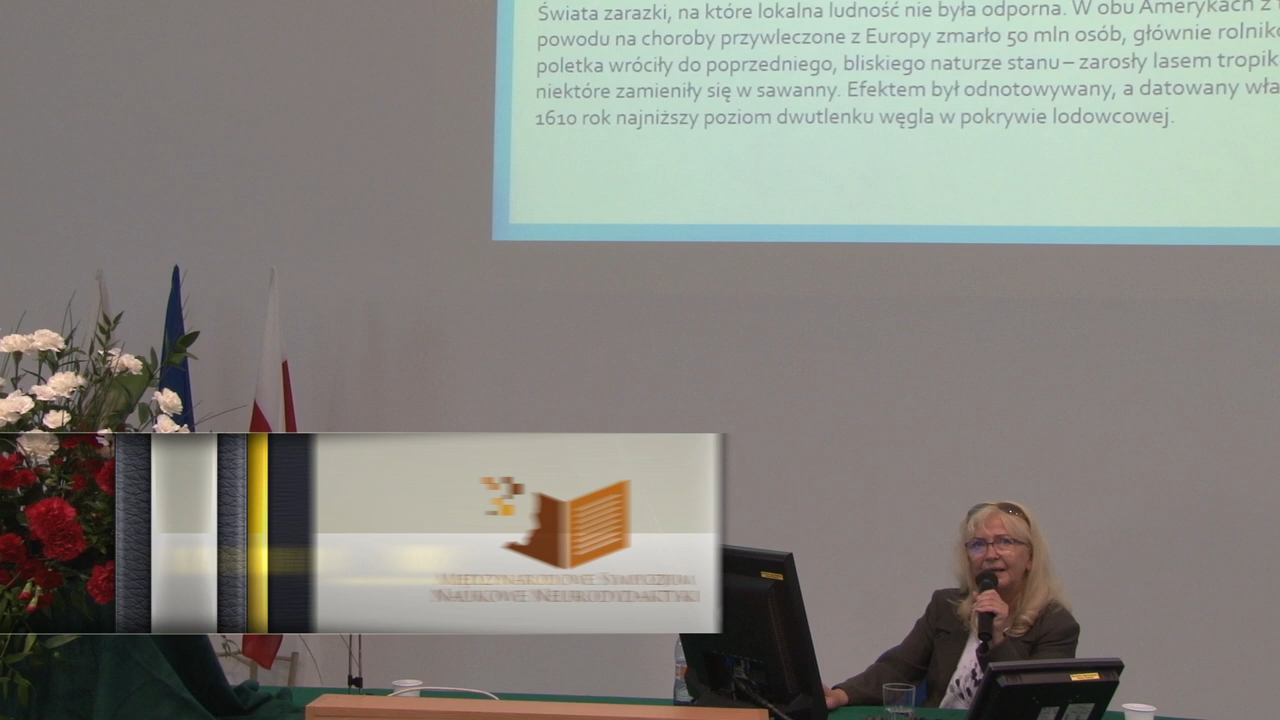 Świata zarazki, na które lokalna ludność nie była odporna. W obu Amerykach z t
powodu na choroby przywleczone z Europy zmarło 50 mln osób, głównie rolnikó
poletka wróciły do poprzedniego, bliskiego naturze stanu – zarosły lasem tropik
niektóre zamieniły się w sawanny. Efektem był odnotowywany, a datowany wła
1610 rok najniższy poziom dwutlenku węgla w pokrywie lodowcowej.
Międzynarodowe Sympozjum
Naukowe Neurodydaktyki